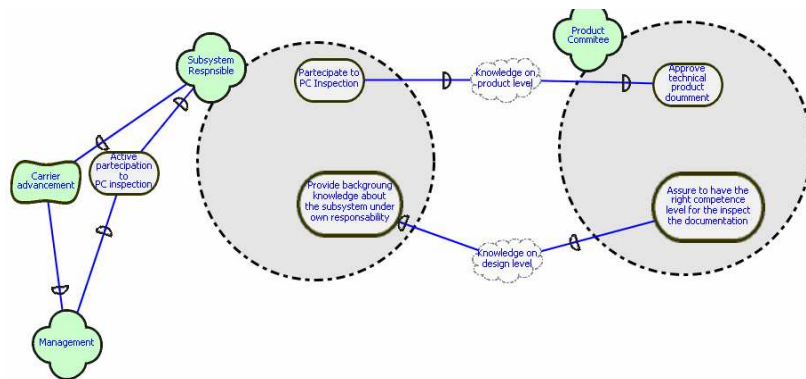 Product
Commitee
Subsystem
Respnsible
Partecipate to
PC Inspection
Knowledge on
product level
Approve
technical
product
doumment
Active
partecipation
to
PC inspection
Carrier
advancement
Provide backgroung
knowledge about
the subsystem under
own responsability
Assure to have the
right competence
level for the inspect
the documentation
Knowledge on
design level
Management